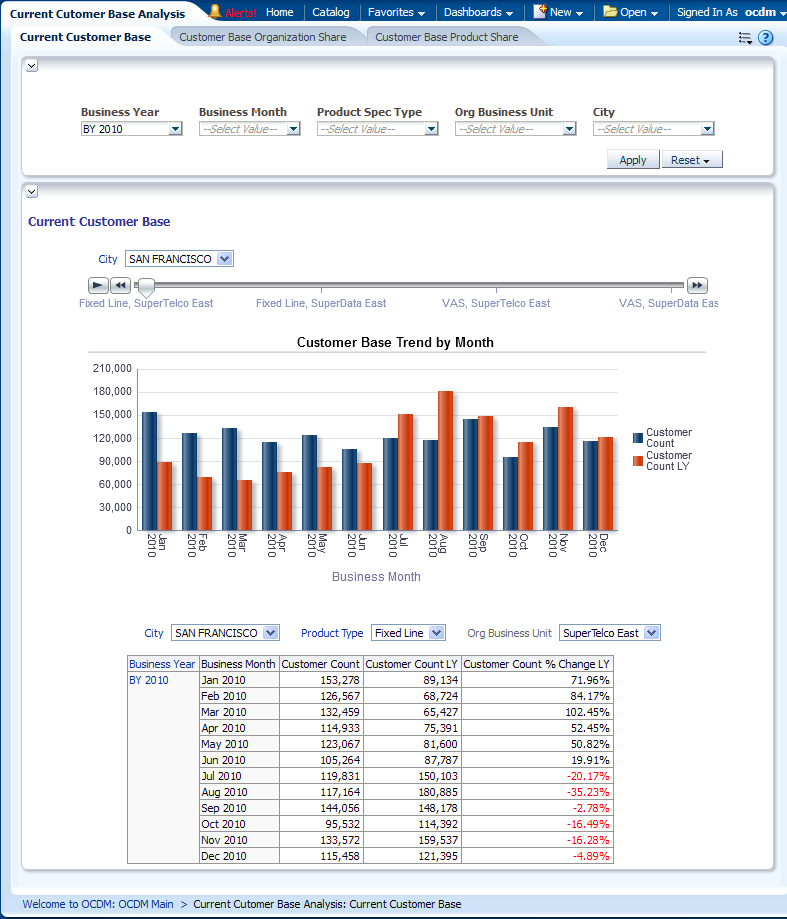 Current Cutomer Base Analysis Alerts! Home Catalog Favorites Dashboards New Open Signed In As ocdm
Current Customer Base Customer Base Organization Share Customer Base Product Share
Business Year Business Month Product Spec Type Org Business Unit City
BY 2010 --Select Value-- --Select Value-- --Select Value-- --Select Value--
Apply Reset
Current Customer Base
City SAN FRANCISCO
Fixed Line, SuperTelco East Fixed Line, SuperData East VAS, SuperTelco East VAS, SuperData Eas
Customer Base Trend by Month
210,000
180,000
150,000
120,000
90,000
60,000
30,000
0
Customer
Count
Customer
Count LY
Jan 2010 Feb 2010 Mar 2010 Apr 2010 May 2010 Jun 2010 Jul 2010 Aug 2010 Sep 2010 Oct 2010 Nov 2010 Dec 2010
Business Month
City SAN FRANCISCO Product Type Fixed Line Org Business Unit SuperTelco East
Business Year Business Month Customer Count Customer Count LY Customer Count % Change LY
BY 2010 Jan 2010 153,278 89,134 71.96%
Feb 2010 126,567 68,724 84.17%
Mar 2010 132,459 65,427 102.45%
Apr 2010 114,933 75,391 52.45%
May 2010 123,067 81,600 50.82%
Jun 2010 105,264 87,787 19.91%
Jul 2010 119,831 150,103 -20.17%
Aug 2010 117,164 180,885 -35.23%
Sep 2010 144,056 148,178 -2.78%
Oct 2010 95,532 114,392 -16.49%
Nov 2010 133,572 159,537 -16.28%
Dec 2010 115,458 121,395 -4.89%
Welcome to OCDM: OCDM Main > Current Cutomer Base Analysis: Current Customer Base